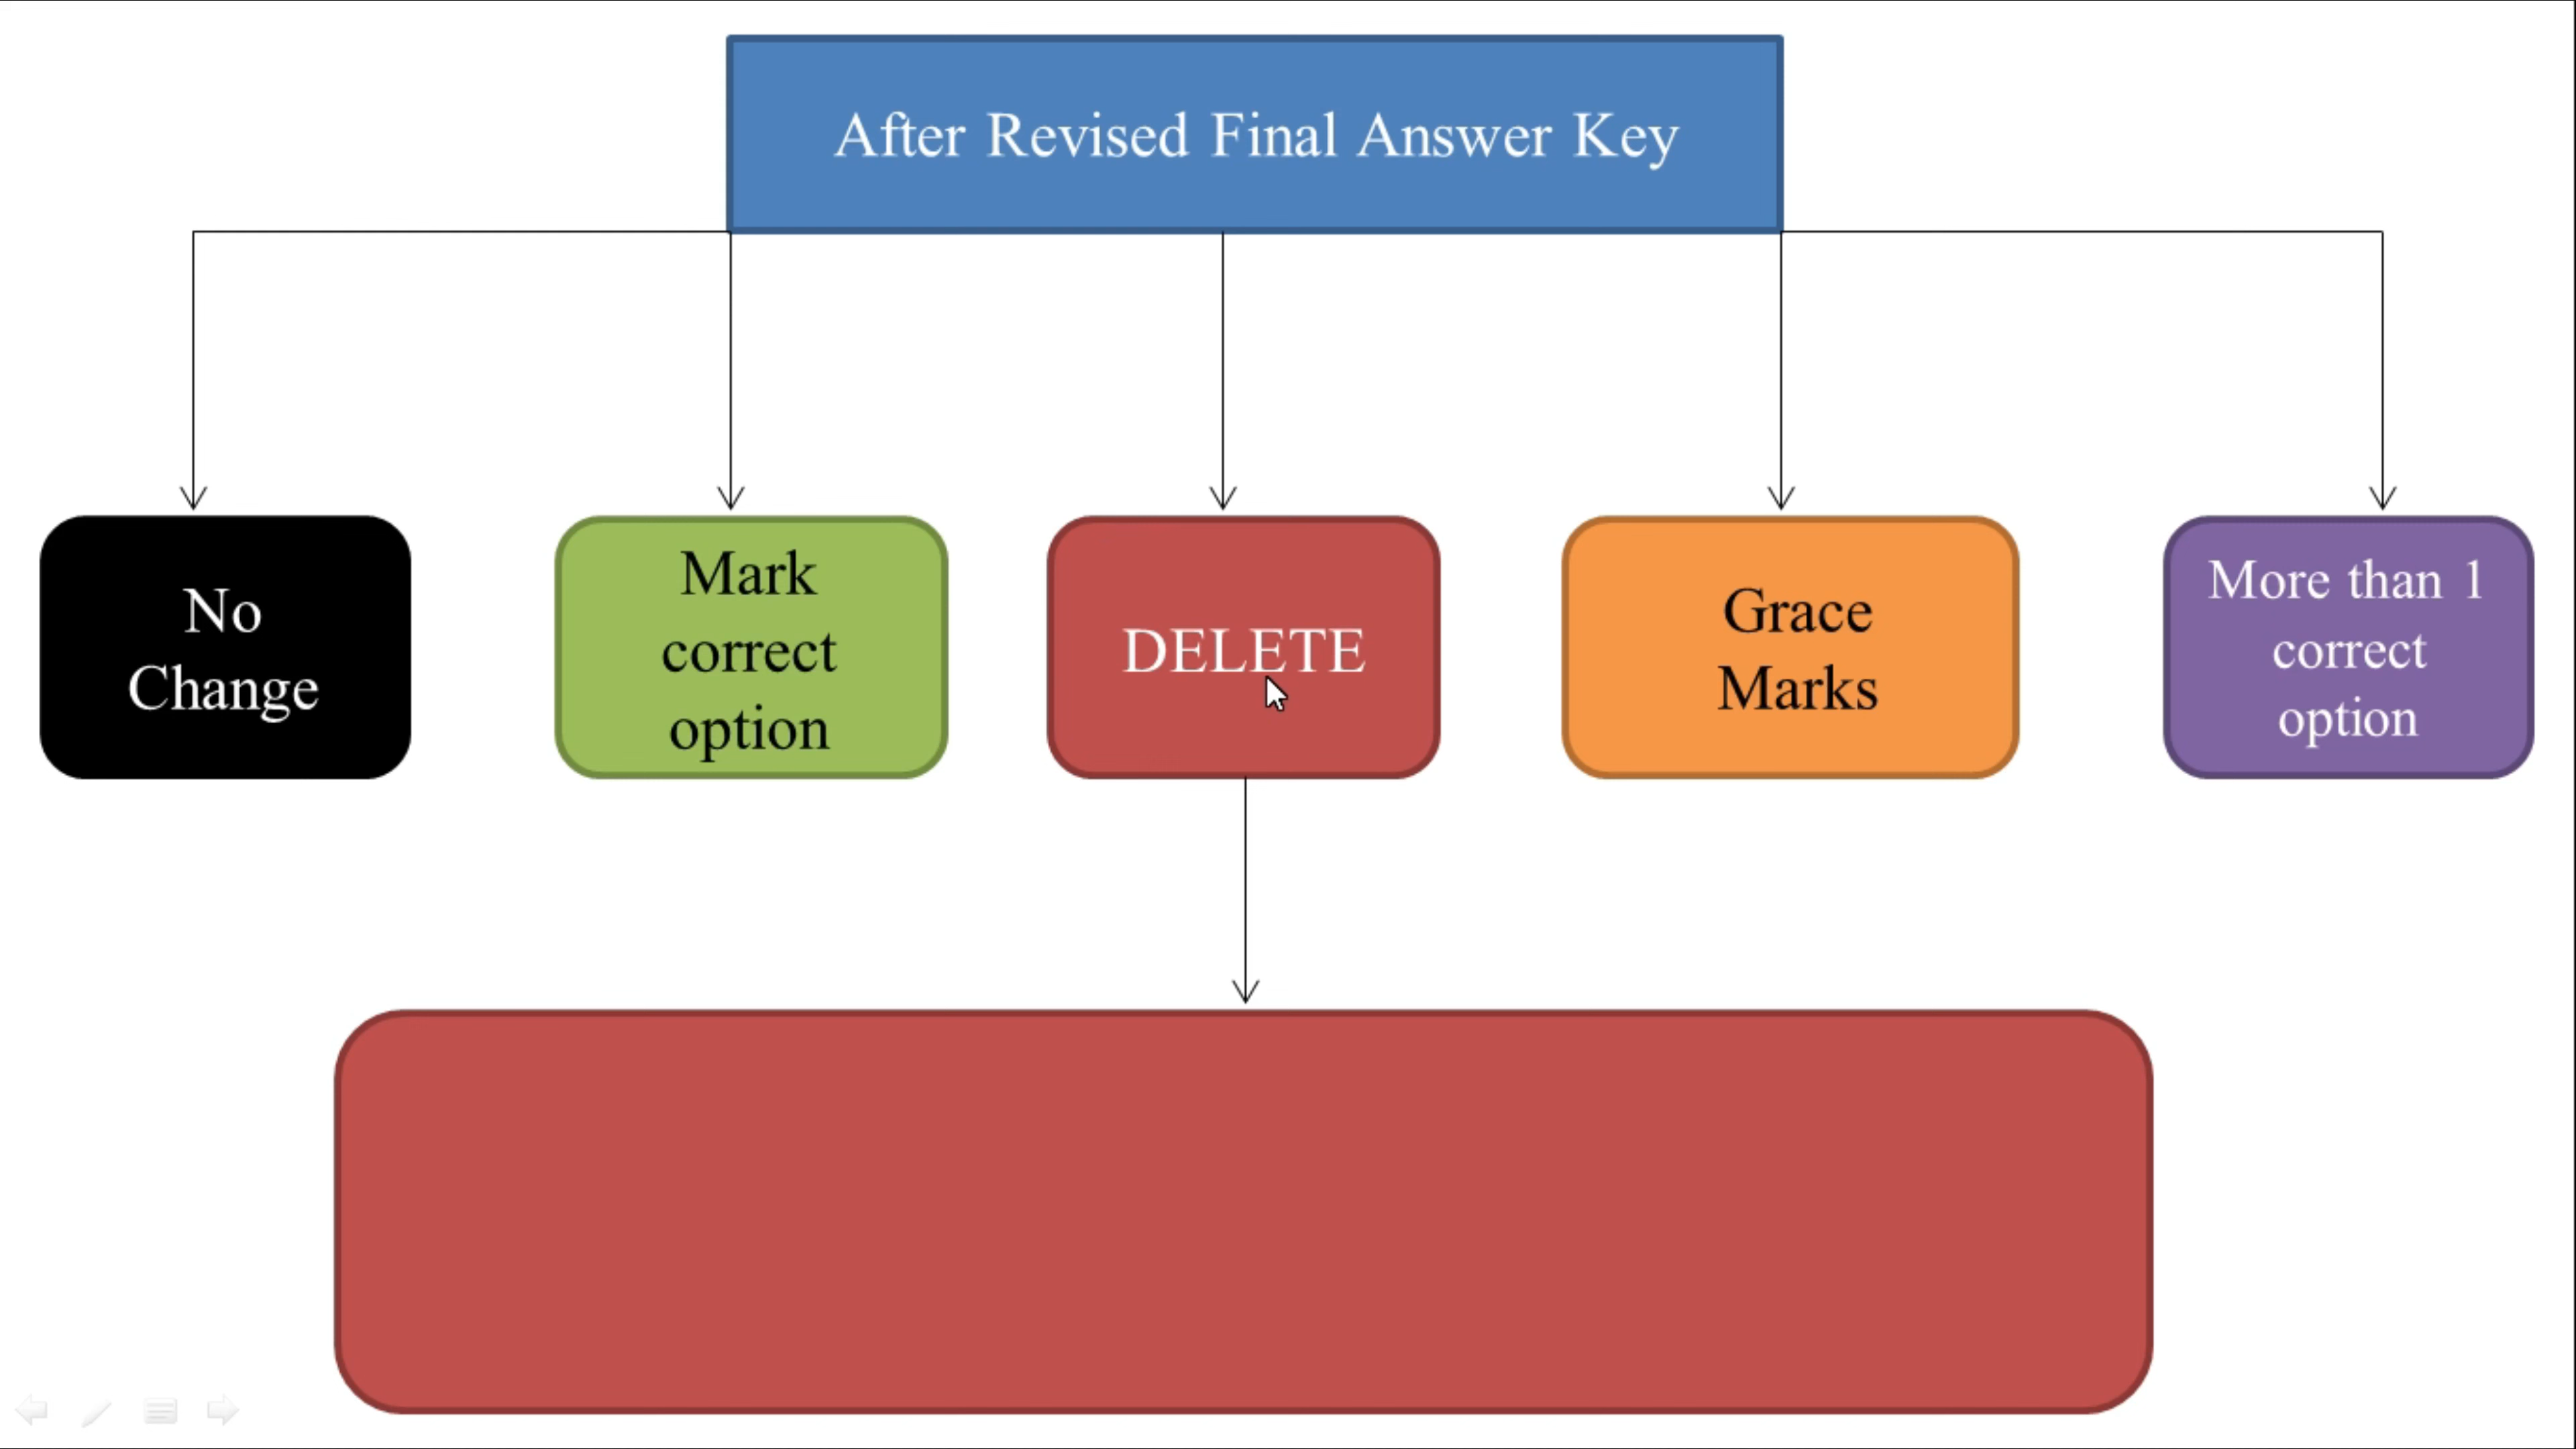 After Revised Final Answer Key
No
Change
Mark
correct
option
DELETE
Grace
Marks
More than 1
correct
option